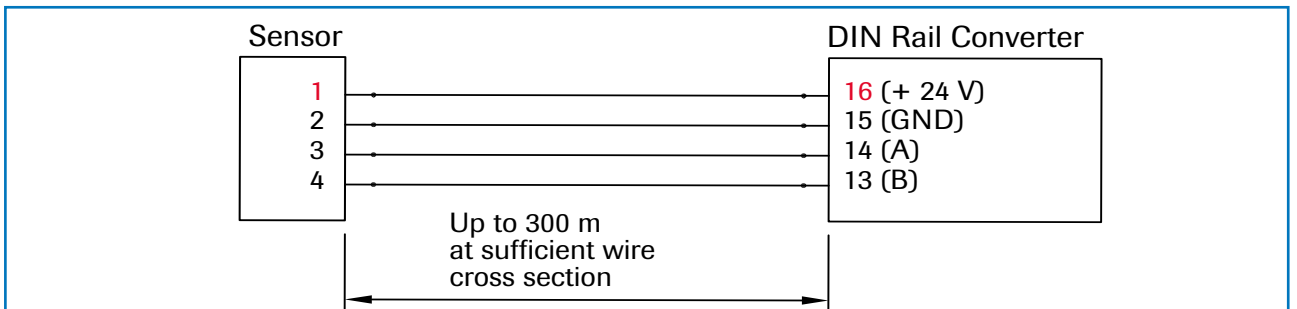 Sensor
DIN Rail Converter
1
16 (+ 24 V)
2
15 (GND)
3
14 (A)
4
13 (B)
Up to 300 m
at sufficient wire
cross section